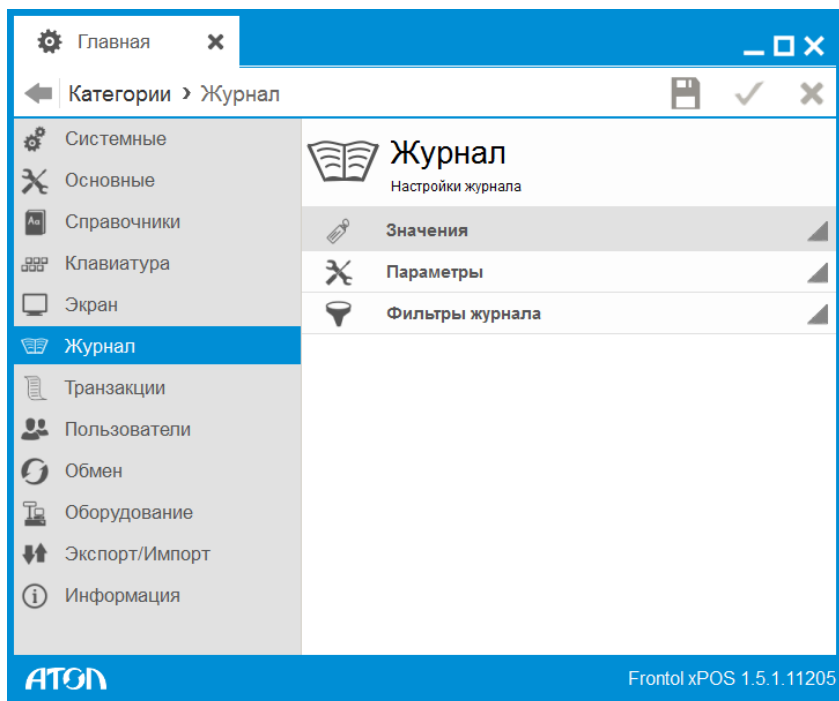 Главная
Категории › Журнал
Системные
Основные
Справочники
Клавиатура
Экран
Журнал
Транзакции
Пользователи
Обмен
Оборудование
Экспорт/Импорт
Информация
Журнал
Настройки журнала
Значения
Параметры
Фильтры журнала
АТОЛ
Frontol xPOS 1.5.1.11205